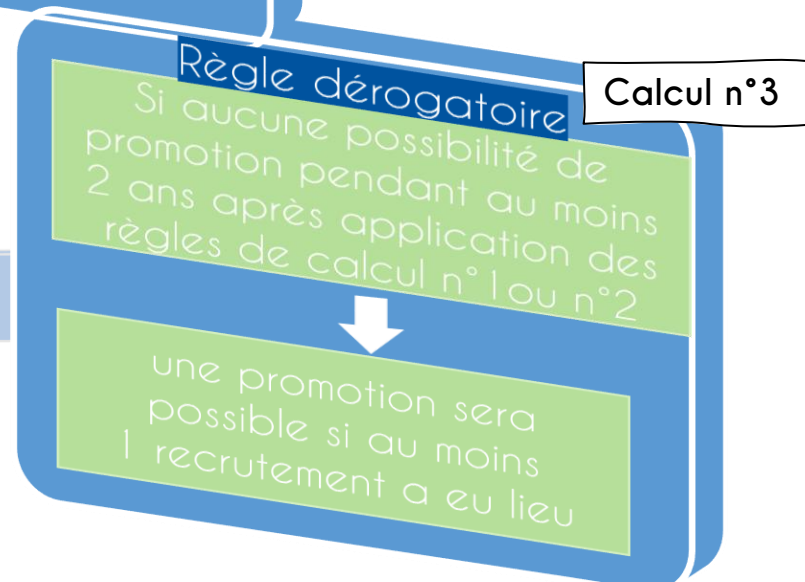 Règle dérogatoire
Calcul n°3
Si aucune possibilité de
promotion pendant au moins
2 ans après application des
règles de calcul n°1ou n°2
une promotion sera
possible si au moins
1 recrutement a eu lieu